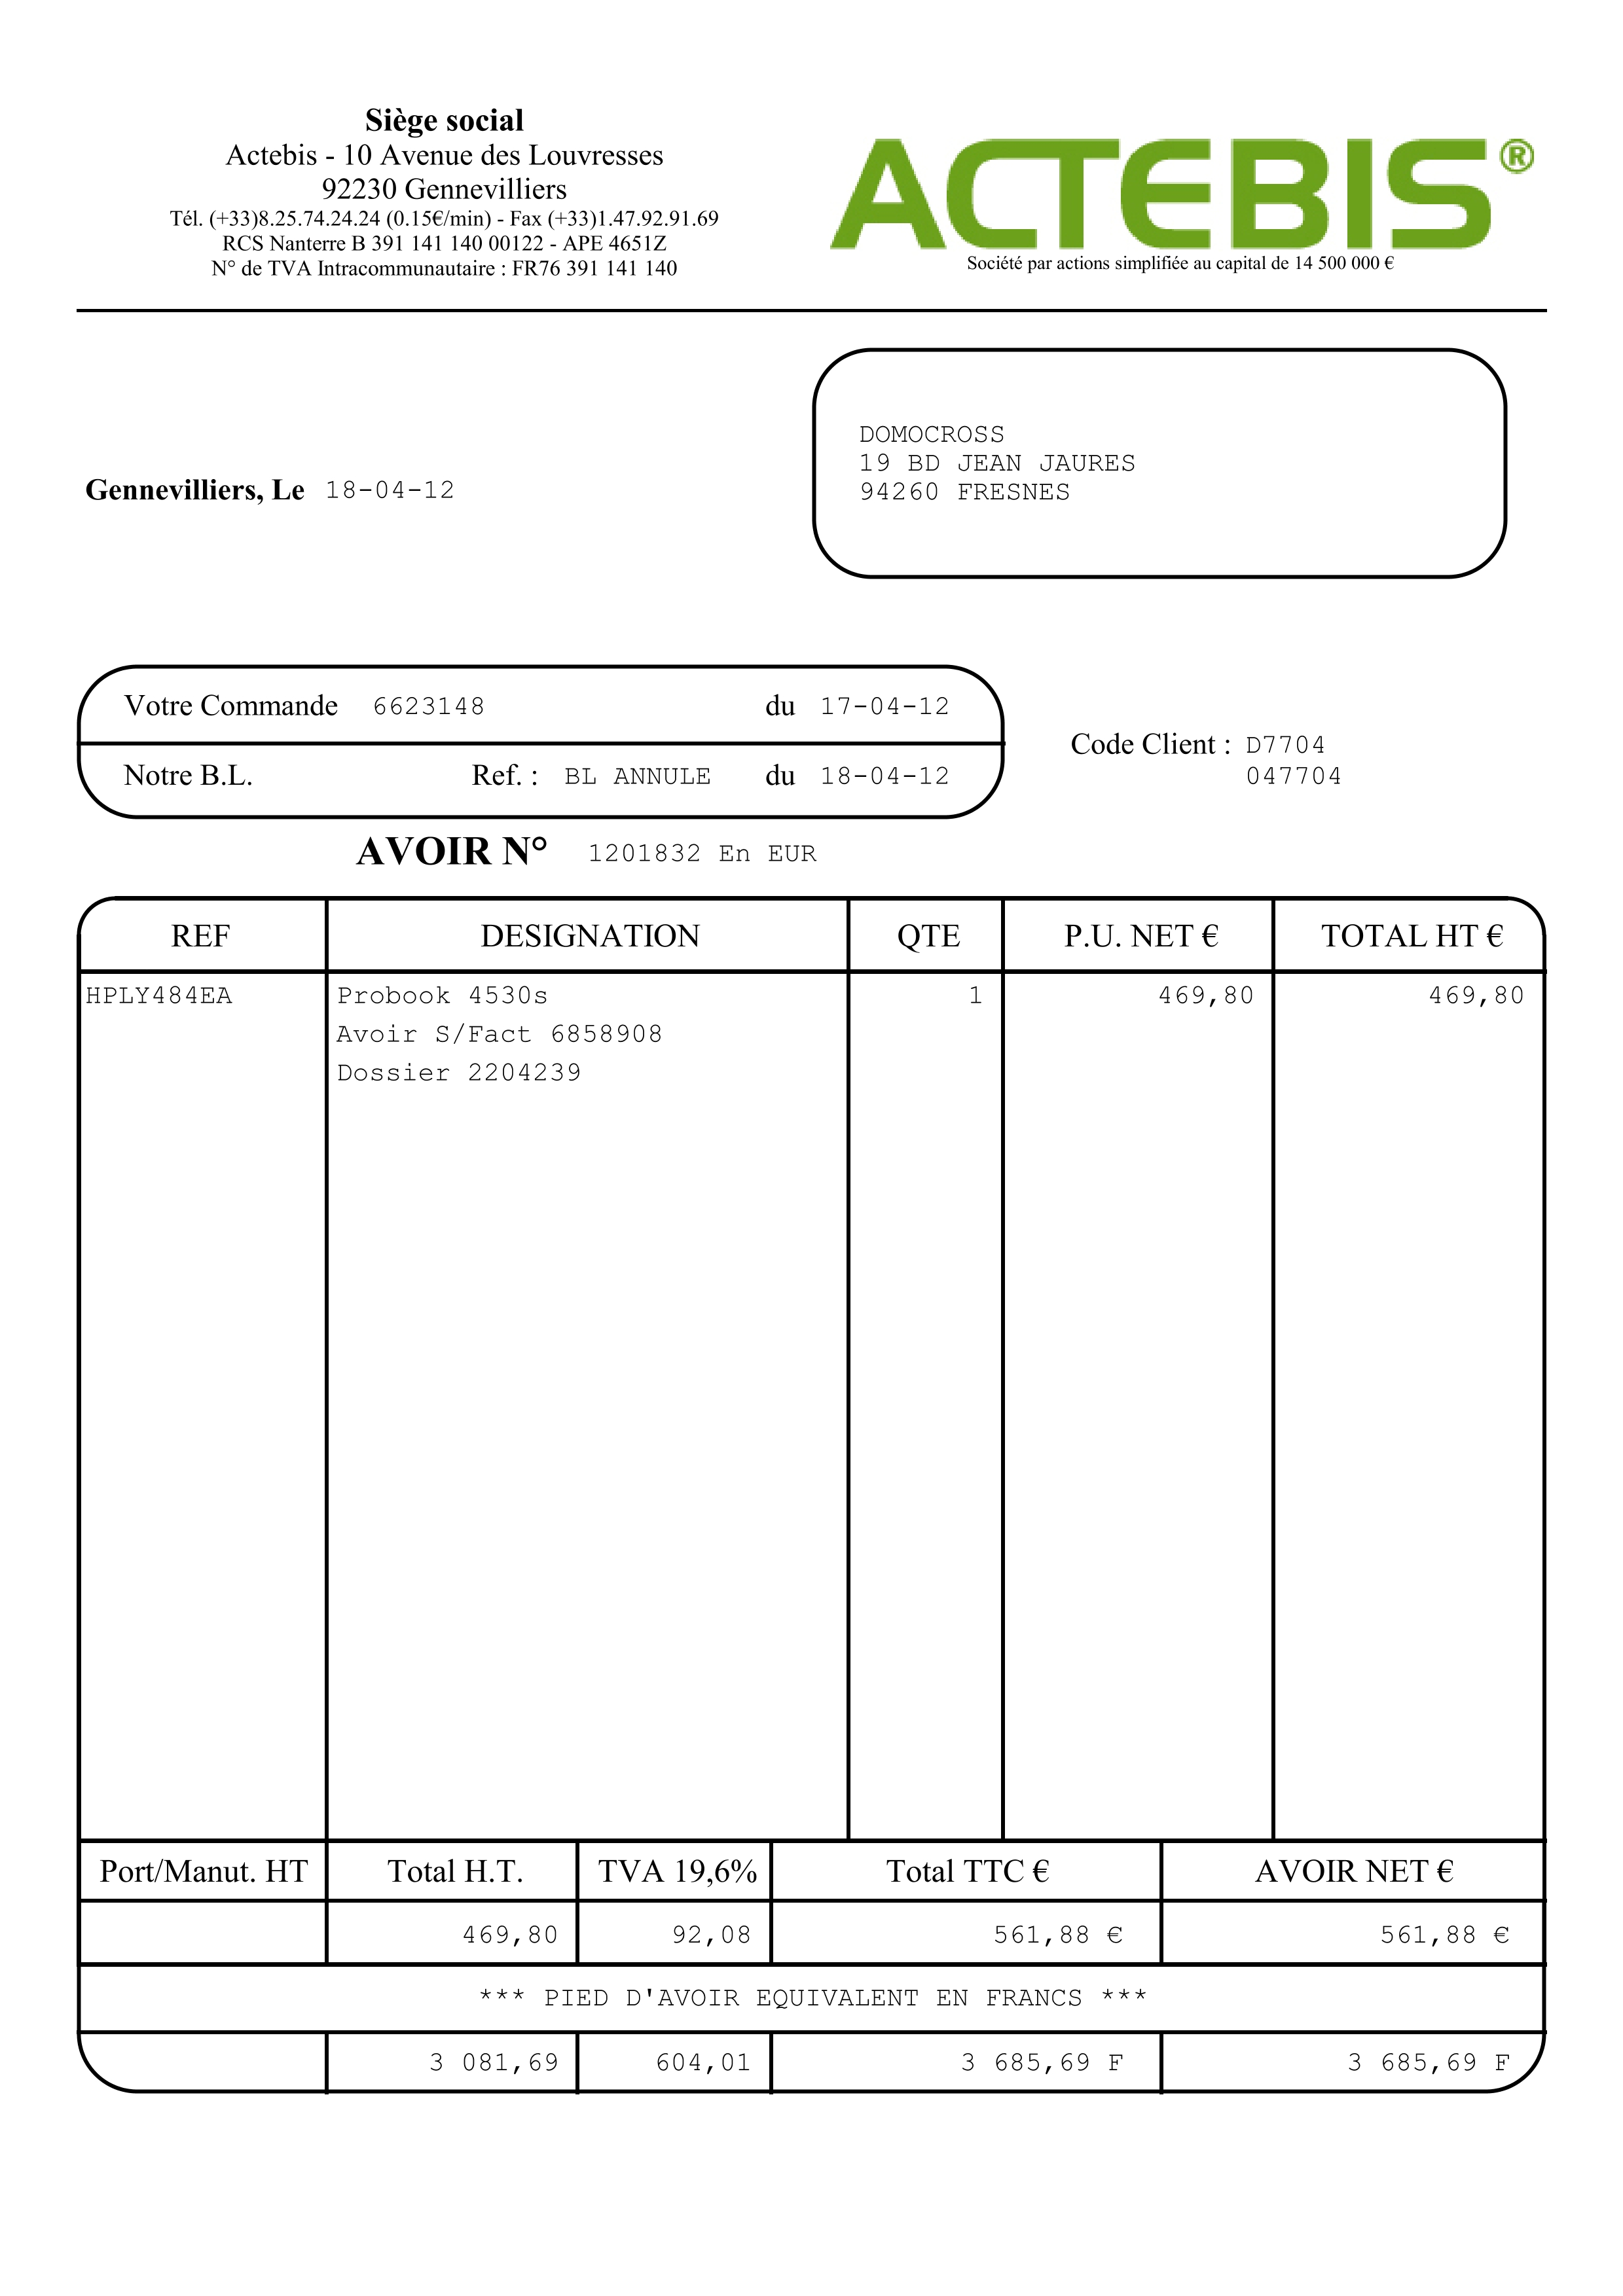 Siège social
Actebis - 10 Avenue des Louvresses
92230 Gennevilliers
Tél. (+33)8.25.74.24.24 (0.15€/min) - Fax (+33)1.47.92.91.69
RCS Nanterre B 391 141 140 00122 - APE 4651Z
N° de TVA Intracommunautaire : FR76 391 141 140
ACTEBIS®
Société par actions simplifiée au capital de 14 500 000 €
DOMOCROSS
19 BD JEAN JAURES
94260 FRESNES
Gennevilliers, Le 18-04-12
Votre Commande 6623148 du 17-04-12
Notre B.L. Ref. : BL ANNULE du 18-04-12
Code Client : D7704
047704
AVOIR N° 1201832 En EUR
REF DESIGNATION QTE P.U. NET € TOTAL HT €
HPLY484EA Probook 4530s 1 469,80 469,80
Avoir S/Fact 6858908
Dossier 2204239
Port/Manut. HT Total H.T. TVA 19,6% Total TTC € AVOIR NET €
469,80 92,08 561,88 € 561,88 €
*** PIED D'AVOIR EQUIVALENT EN FRANCS ***
3 081,69 604,01 3 685,69 F 3 685,69 F